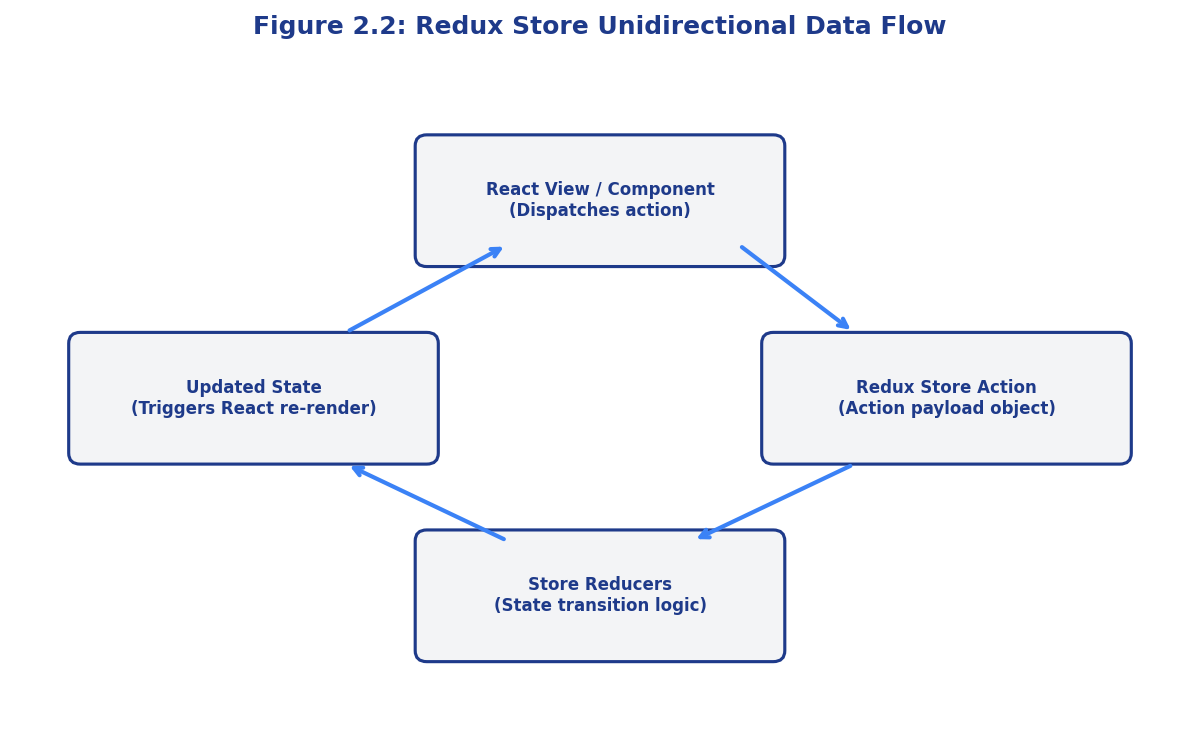 Figure 2.2: Redux Store Unidirectional Data Flow
React View / Component
(Dispatches action)
Updated State
(Triggers React re-render)
Redux Store Action
(Action payload object)
Store Reducers
(State transition logic)